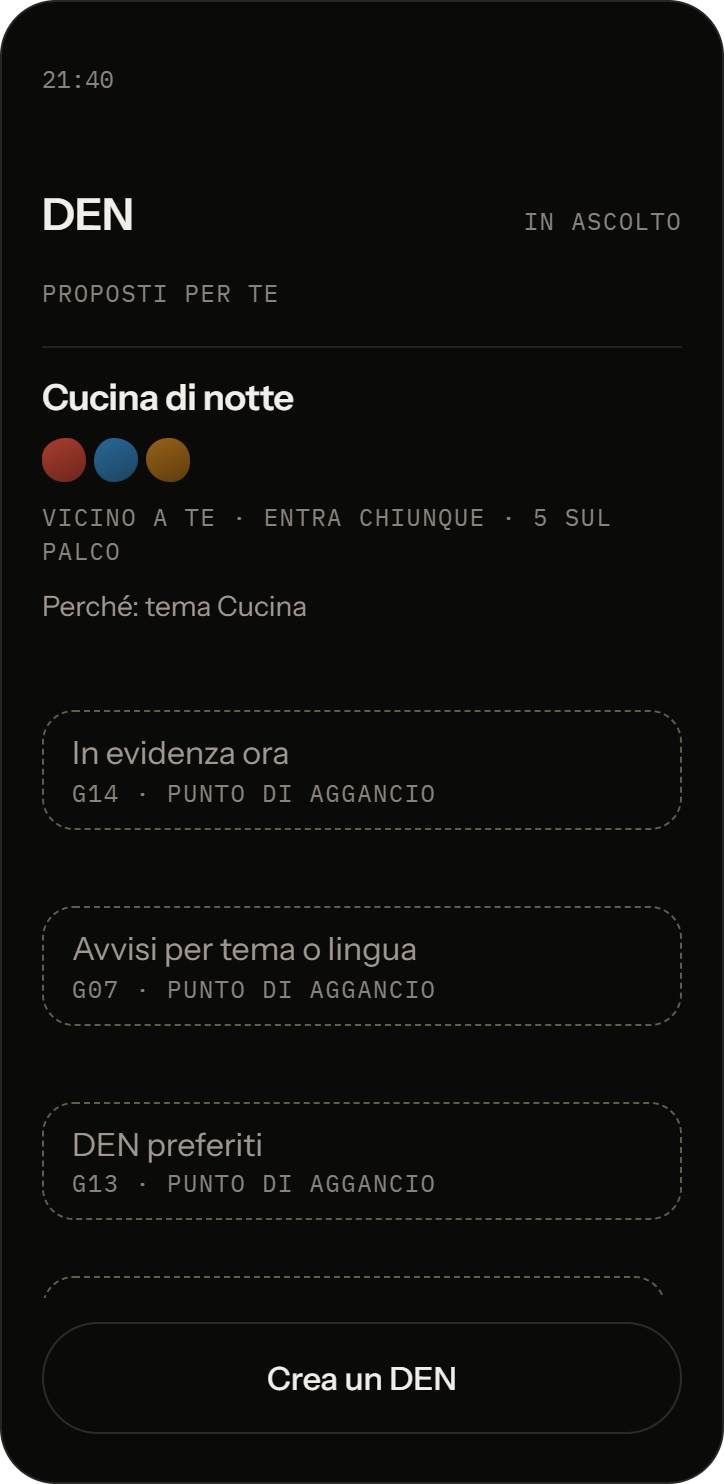 21:40
DEN
IN ASCOLTO
PROPOSTI PER TE
Cucina di notte
VICINO A TE · ENTRA CHIUNQUE · 5 SUL
PALCO
Perché: tema Cucina
In evidenza ora
G14 · PUNTO DI AGGANCIO
Avvisi per tema o lingua
G07 · PUNTO DI AGGANCIO
DEN preferiti
G13 · PUNTO DI AGGANCIO
Crea un DEN